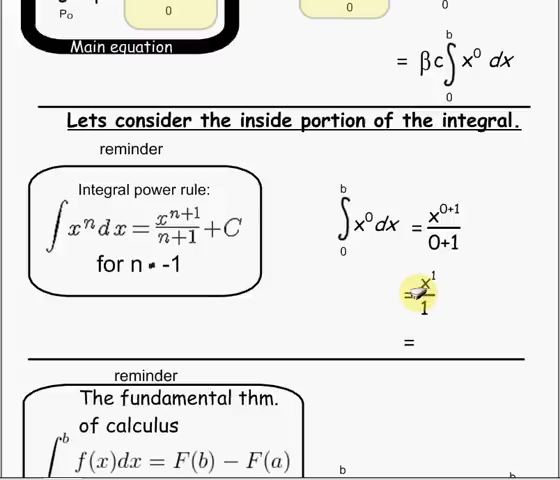 P₀
0
0
0
Main equation
= βc∫₀ᵇ x⁰ dx
Lets consider the inside portion of the integral.
reminder
Integral power rule:
∫xⁿdx = xⁿ⁺¹/n+1 + C
for n ▪ -1
∫₀ᵇ x⁰ dx = x⁰⁺¹/0+1
= x¹/1
=
reminder
The fundamental thm.
of calculus
∫ᵇ f(x)dx = F(b) − F(a)
b